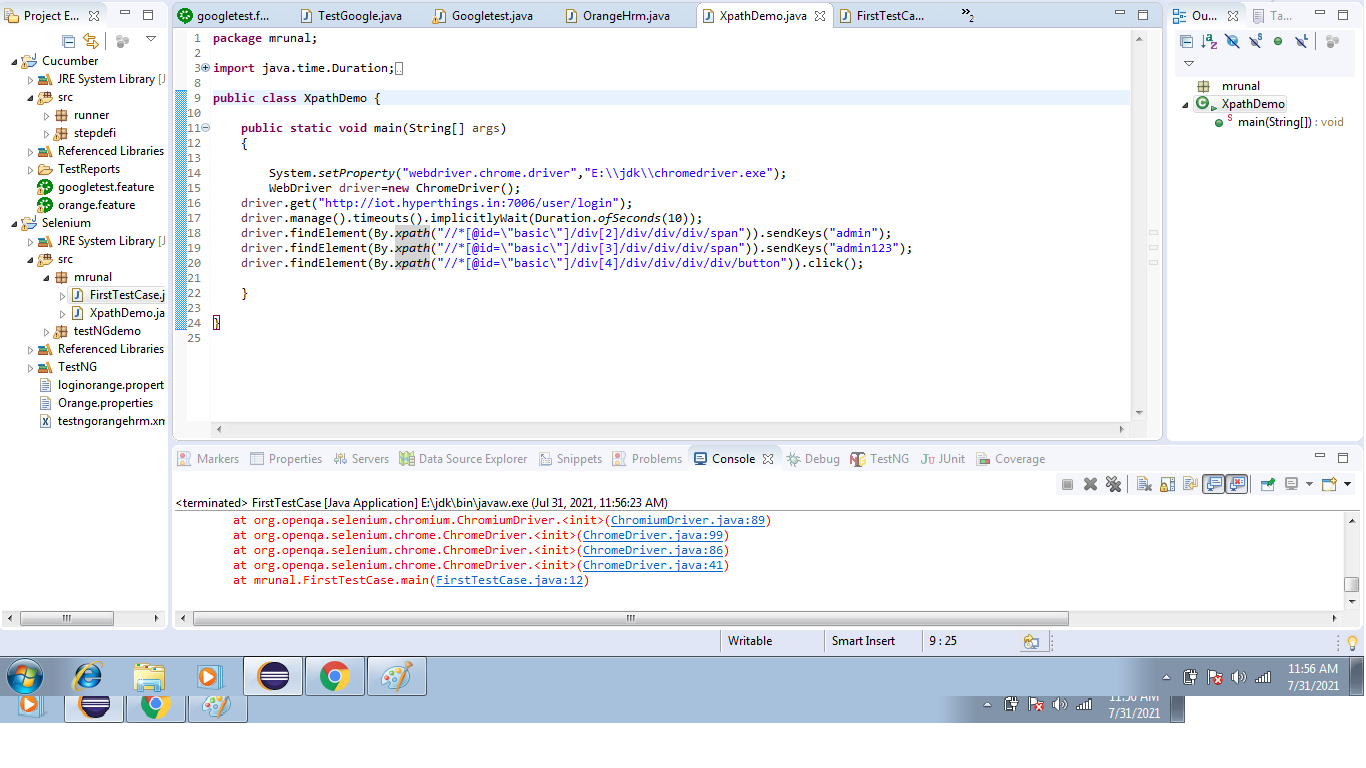 Project E...
googletest.f...
TestGoogle.java
Googletest.java
OrangeHrm.java
XpathDemo.java
FirstTestCa...
»2
Ou...
Ta...
Cucumber
JRE System Library [J
src
runner
stepdefi
Referenced Libraries
TestReports
googletest.feature
orange.feature
Selenium
JRE System Library [J
src
mrunal
FirstTestCase.j
XpathDemo.ja
testNGdemo
Referenced Libraries
TestNG
loginorange.propert
Orange.properties
testngorangehrm.xm
1 package mrunal;
2
3 import java.time.Duration;
8
9 public class XpathDemo {
10
11 public static void main(String[] args)
12 {
13
14 System.setProperty("webdriver.chrome.driver","E:\\jdk\\chromedriver.exe");
15 WebDriver driver=new ChromeDriver();
16 driver.get("http://iot.hyperthings.in:7006/user/login");
17 driver.manage().timeouts().implicitlyWait(Duration.ofSeconds(10));
18 driver.findElement(By.xpath("//*[@id=\"basic\"]/div[2]/div/div/div/span")).sendKeys("admin");
19 driver.findElement(By.xpath("//*[@id=\"basic\"]/div[3]/div/div/div/span")).sendKeys("admin123");
20 driver.findElement(By.xpath("//*[@id=\"basic\"]/div[4]/div/div/div/div/button")).click();
21
22 }
23
24 }
25
mrunal
XpathDemo
main(String[]) : void
Markers
Properties
Servers
Data Source Explorer
Snippets
Problems
Console
Debug
TestNG
JUnit
Coverage
<terminated> FirstTestCase [Java Application] E:\jdk\bin\javaw.exe (Jul 31, 2021, 11:56:23 AM)
at org.openqa.selenium.chromium.ChromiumDriver.<init>(ChromiumDriver.java:89)
at org.openqa.selenium.chrome.ChromeDriver.<init>(ChromeDriver.java:99)
at org.openqa.selenium.chrome.ChromeDriver.<init>(ChromeDriver.java:86)
at org.openqa.selenium.chrome.ChromeDriver.<init>(ChromeDriver.java:41)
at mrunal.FirstTestCase.main(FirstTestCase.java:12)
Writable
Smart Insert
9 : 25
11:56 AM
7/31/2021
11:56 AM
7/31/2021